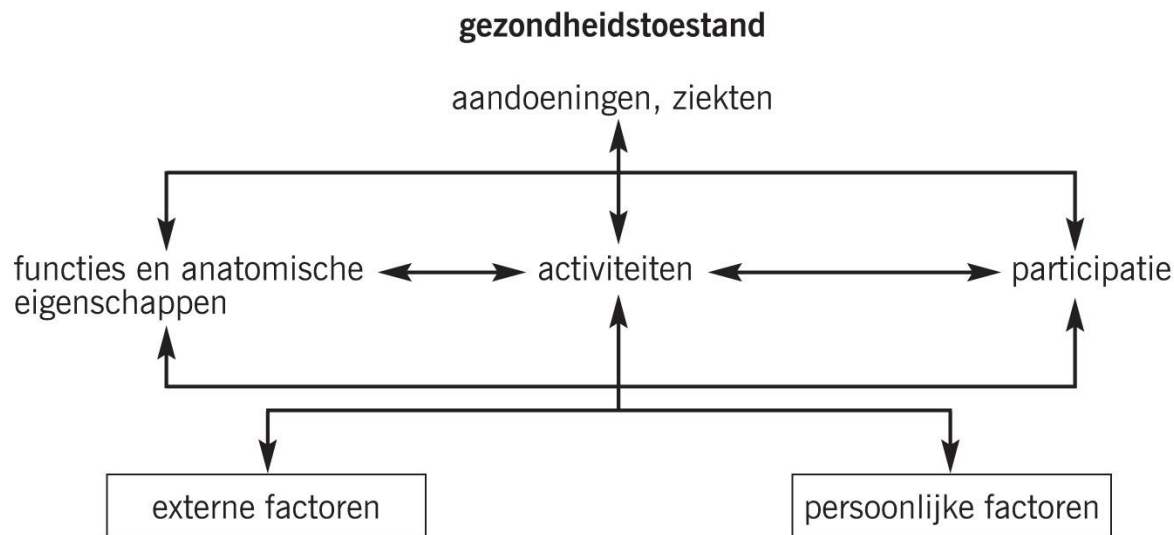 gezondheidstoestand
aandoeningen, ziekten
functies en anatomische
eigenschappen
activiteiten
participatie
externe factoren
persoonlijke factoren